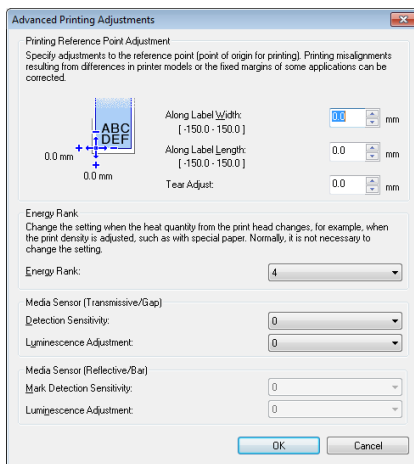 Advanced Printing Adjustments
Printing Reference Point Adjustment
Specify adjustments to the reference point (point of origin for printing). Printing misalignments
resulting from differences in printer models or the fixed margins of some applications can be
corrected.
ABC
DEF
0.0 mm
0.0 mm
Along Label Width:
[ -150.0 - 150.0 ]
0.0 mm
Along Label Length:
[ -150.0 - 150.0 ]
0.0 mm
Tear Adjust:
0.0 mm
Energy Rank
Change the setting when the heat quantity from the print head changes, for example, when
the print density is adjusted, such as with special paper. Normally, it is not necessary to
change the setting.
Energy Rank:
4
Media Sensor (Transmissive/Gap)
Detection Sensitivity:
0
Luminescence Adjustment:
0
Media Sensor (Reflective/Bar)
Mark Detection Sensitivity:
0
Luminescence Adjustment:
0
OK Cancel